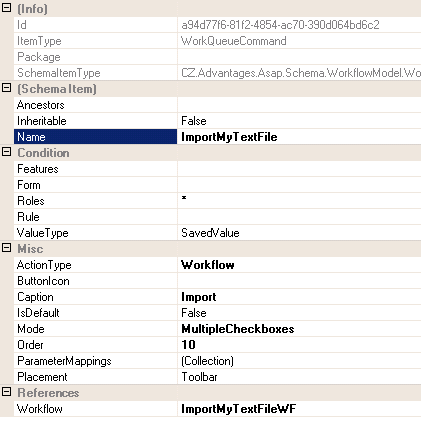 (Info)
Id a94d77f6-81f2-4854-ac70-390d064bd6c2
ItemType WorkQueueCommand
Package
SchemaItemType CZ.Advantages.Asap.Schema.WorkflowModel.Wo
(Schema Item)
Ancestors
Inheritable False
Name ImportMyTextFile
Condition
Features
Form
Roles *
Rule
ValueType SavedValue
Misc
ActionType Workflow
ButtonIcon
Caption Import
IsDefault False
Mode MultipleCheckboxes
Order 10
ParameterMappings (Collection)
Placement Toolbar
References
Workflow ImportMyTextFileWF